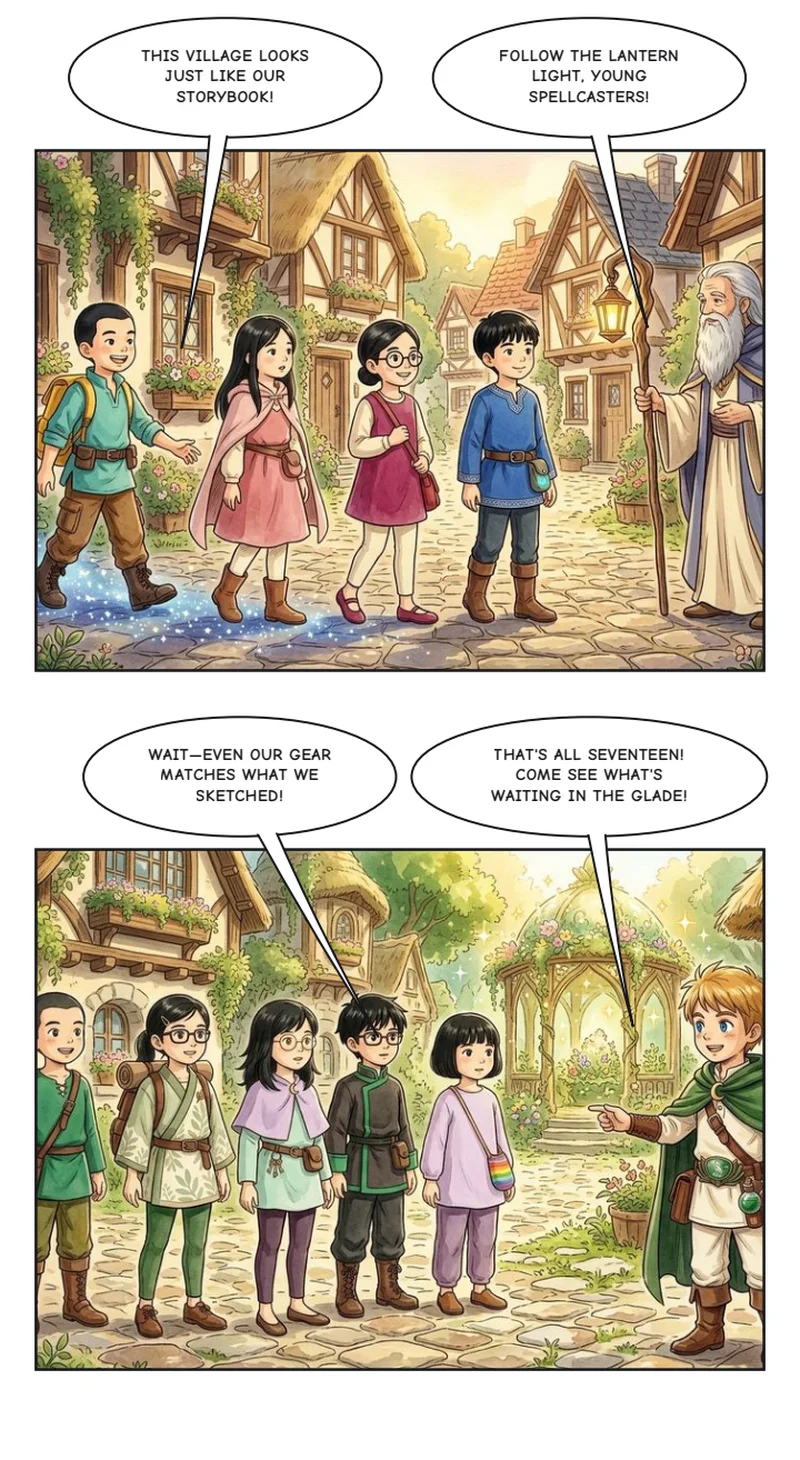 THIS VILLAGE LOOKS
JUST LIKE OUR
STORYBOOK!
FOLLOW THE LANTERN
LIGHT, YOUNG
SPELLCASTERS!
WAIT—EVEN OUR GEAR
MATCHES WHAT WE
SKETCHED!
THAT'S ALL SEVENTEEN!
COME SEE WHAT'S
WAITING IN THE GLADE!